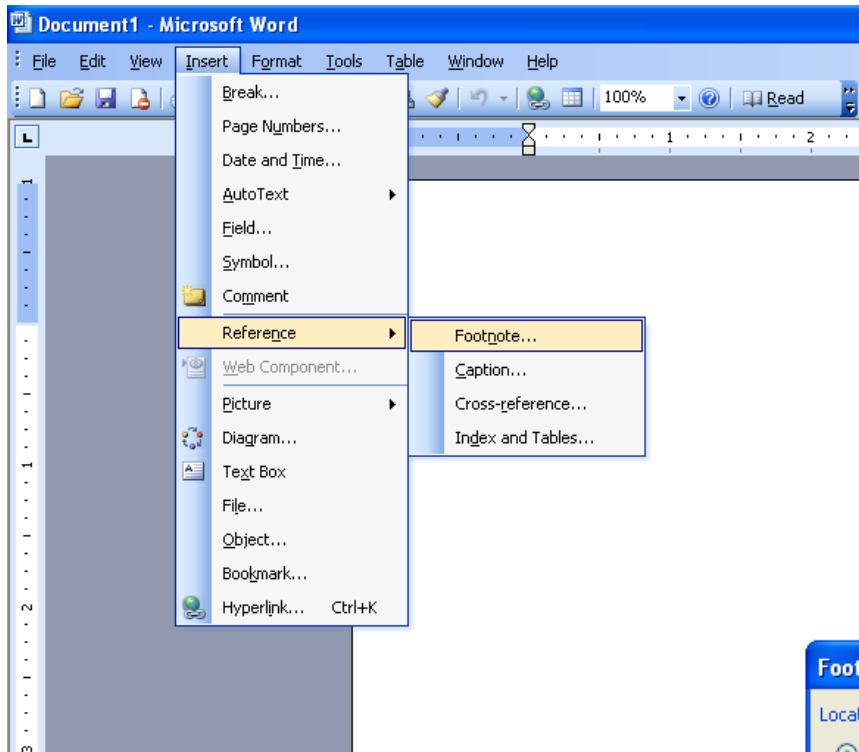 Document1 - Microsoft Word
File Edit View Insert Format Tools Table Window Help
100% Read
Break...
Page Numbers...
Date and Time...
AutoText
Field...
Symbol...
Comment
Reference
Footnote...
Web Component...
Caption...
Picture
Cross-reference...
Diagram...
Index and Tables...
Text Box
File...
Object...
Bookmark...
Hyperlink... Ctrl+K
L
1 2
1
1
2
3
Foot
Locat